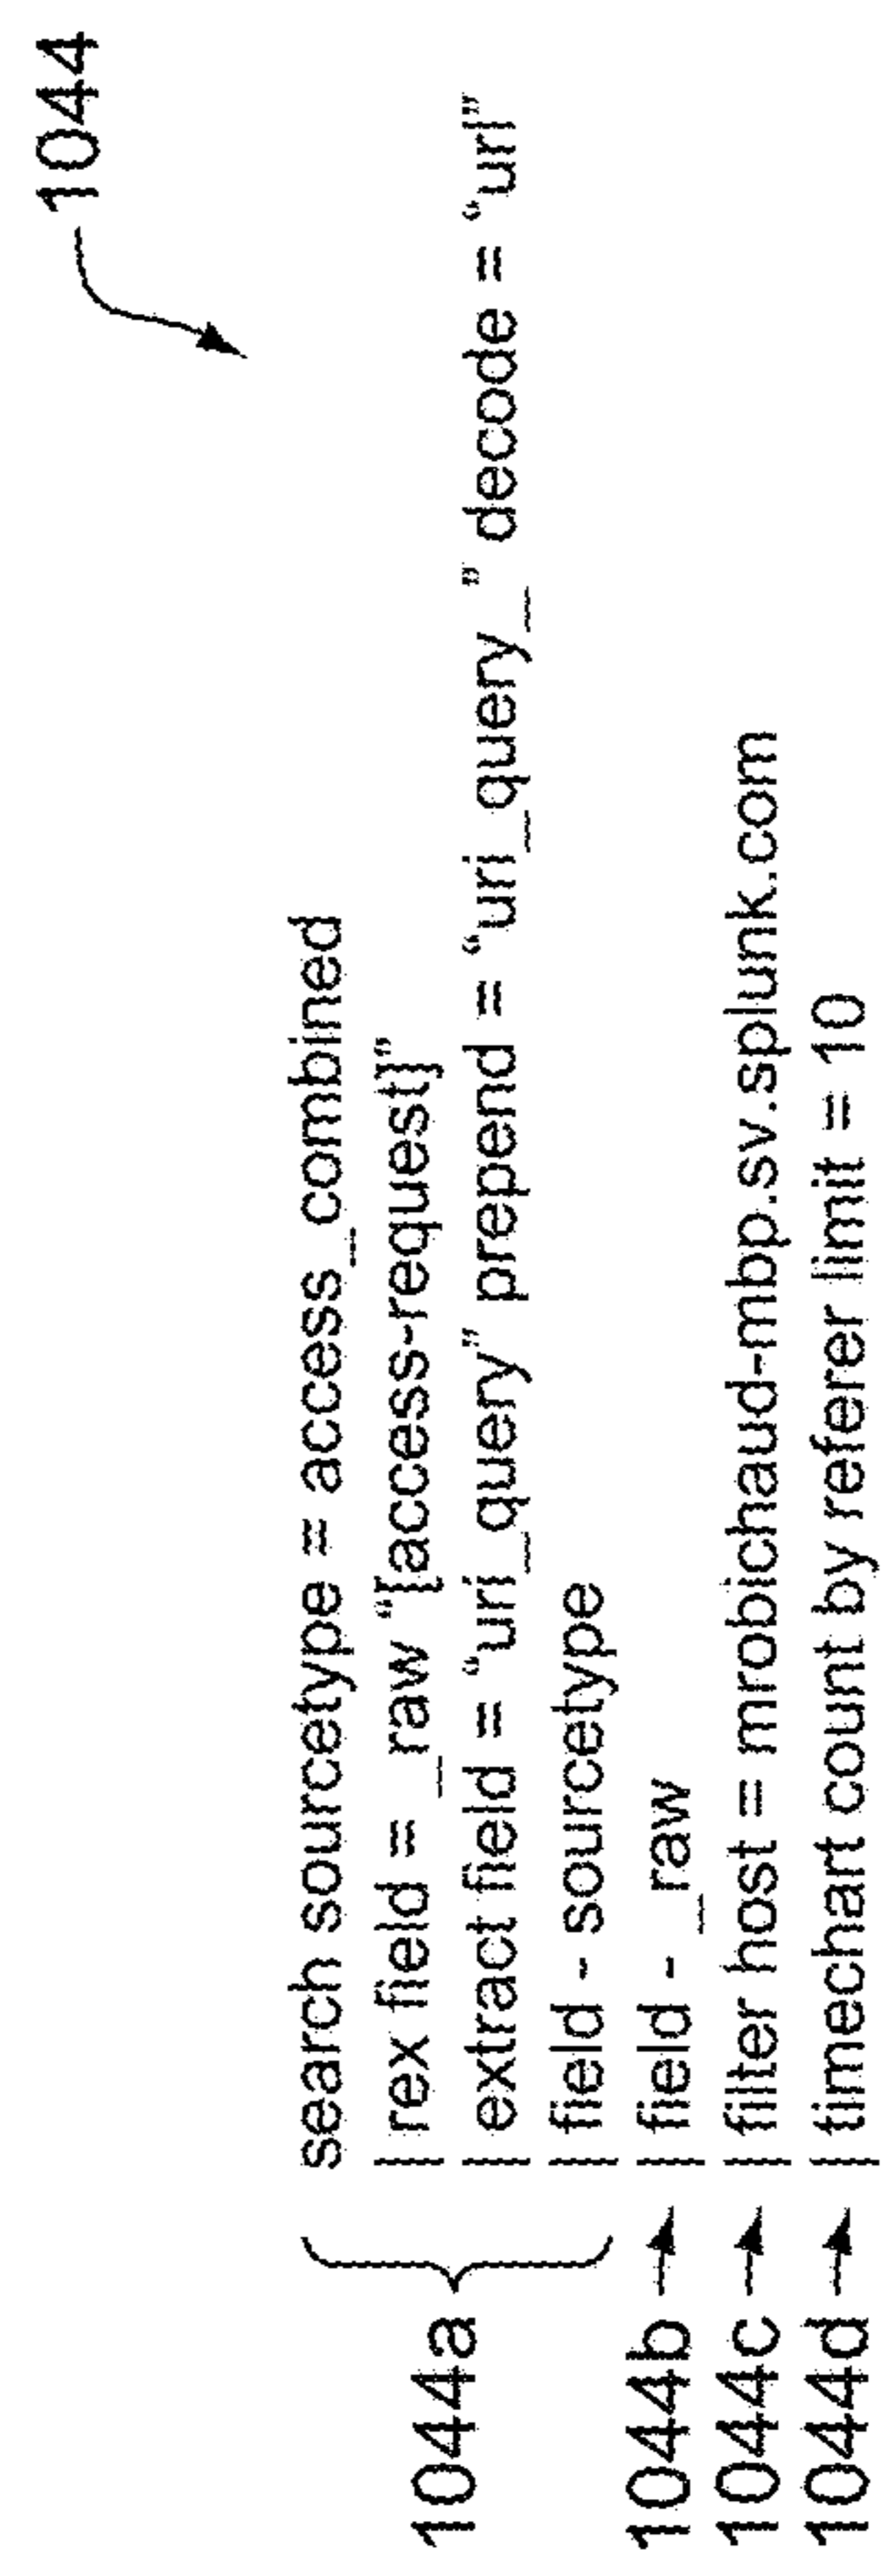 1044
search sourcetype = access_combined
| rex field = _raw “[access-request]“
| extract field = “uri_query” prepend = “uri_query_” decode = “url”
| field - sourcetype
| field - _raw
| filter host = mrobichaud-mbp.sv.splunk.com
| timechart count by referer limit = 10
1044a
1044b
1044c
1044d